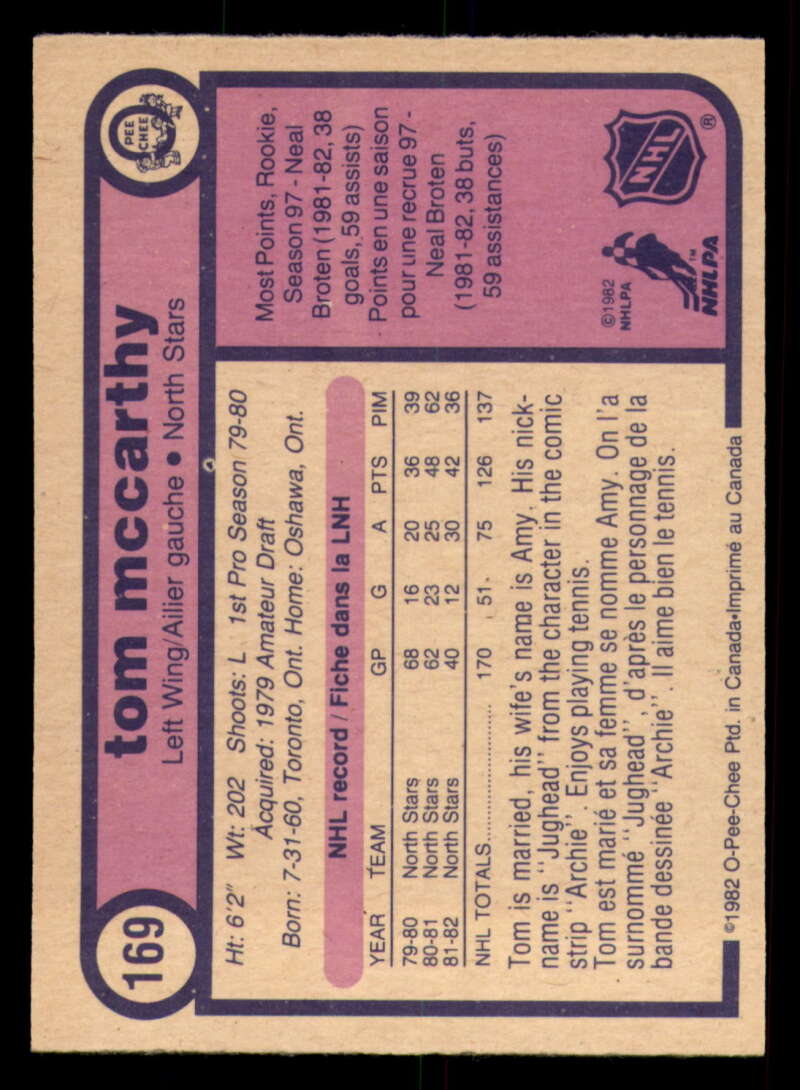 169
tom mccarthy
Left Wing/Ailier gauche • North Stars
O
PEE
CHEE
Ht: 6'2" Wt: 202 Shoots: L 1st Pro Season 79-80
Acquired: 1979 Amateur Draft
Born: 7-31-60, Toronto, Ont. Home: Oshawa, Ont.
NHL record / Fiche dans la LNH
YEAR TEAM GP G A PTS PIM
79-80 North Stars 68 16 20 36 39
80-81 North Stars 62 23 25 48 62
81-82 North Stars 40 12 30 42 36
NHL TOTALS.................... 170 51 75 126 137
Tom is married, his wife's name is Amy. His nick-
name is "Jughead" from the character in the comic
strip "Archie". Enjoys playing tennis.
Tom est marié et sa femme se nomme Amy. On l'a
surnommé "Jughead", d'après le personnage de la
bande dessinée "Archie". Il aime bien le tennis.
Most Points, Rookie,
Season 97 - Neal
Broten (1981-82, 38
goals, 59 assists)
Points en une saison
pour une recrue 97-
Neal Broten
(1981-82, 38 buts,
59 assistances)
©1982
NHLPA
TM
NHLPA
NHL
®
©1982 O-Pee-Chee Ptd. in Canada•Imprimé au Canada